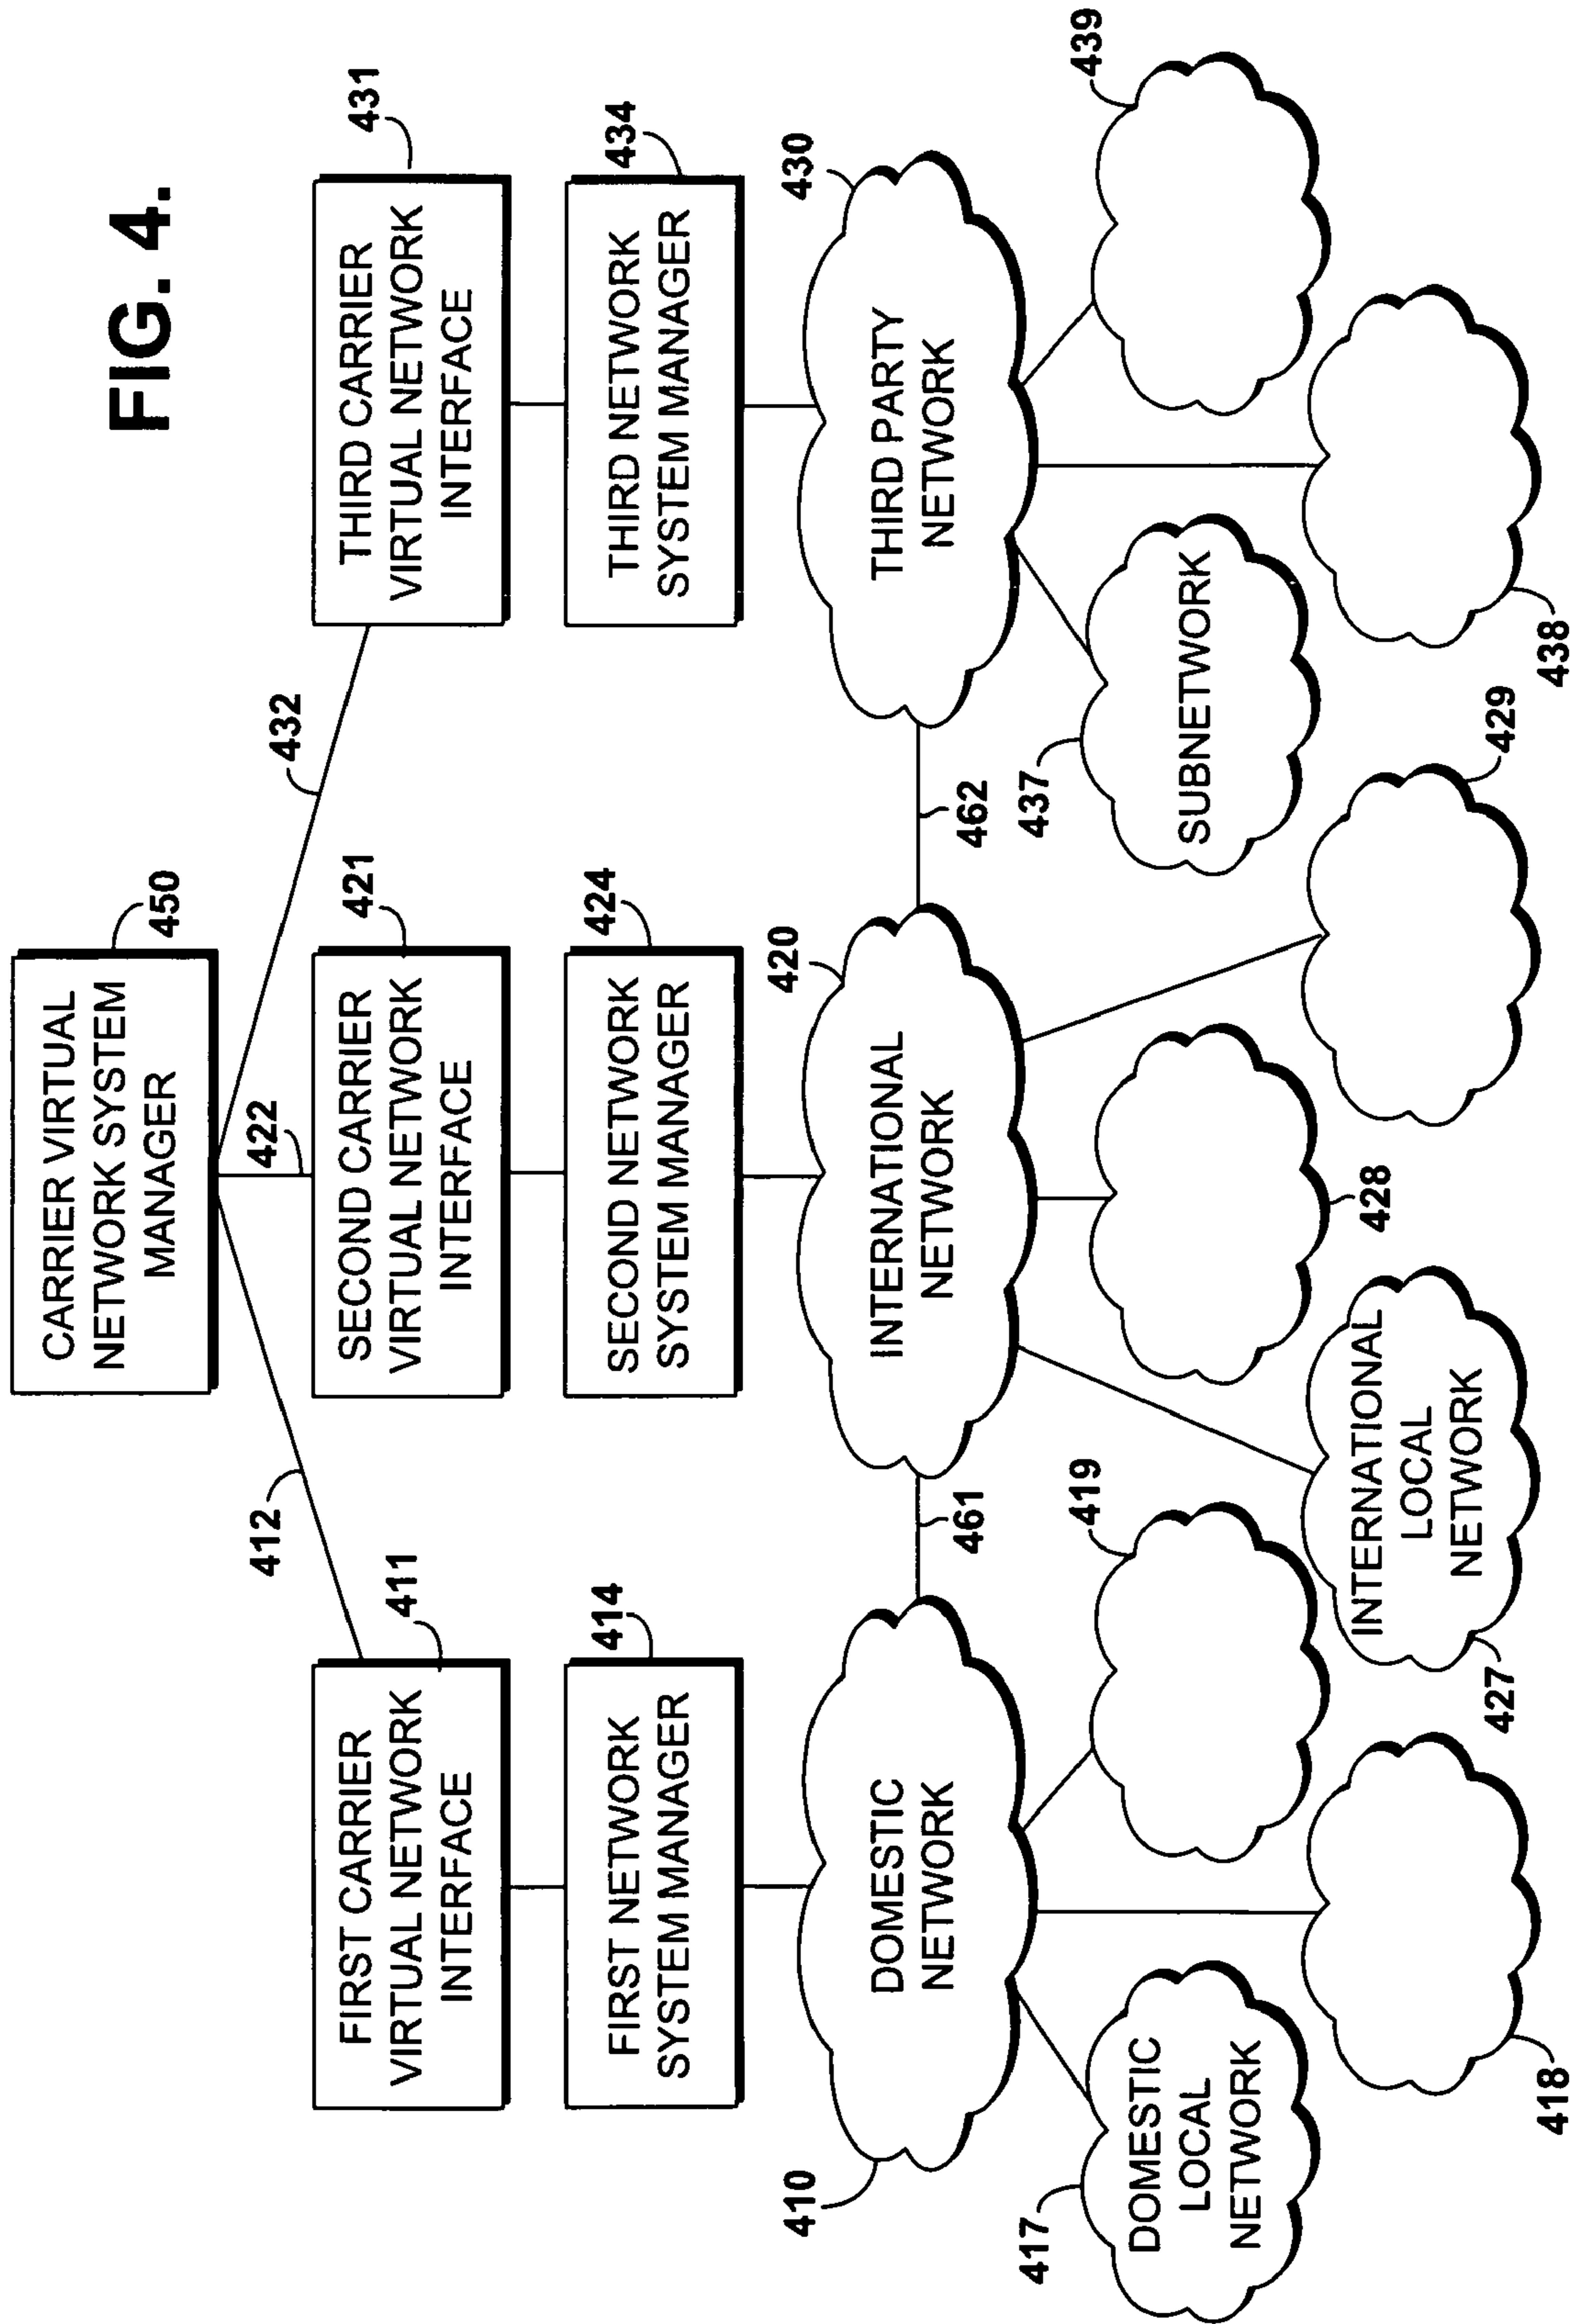 FIG. 4.
CARRIER VIRTUAL
NETWORK SYSTEM
MANAGER
450
412
422
432
FIRST CARRIER
VIRTUAL NETWORK
INTERFACE
411
SECOND CARRIER
VIRTUAL NETWORK
INTERFACE
421
THIRD CARRIER
VIRTUAL NETWORK
INTERFACE
431
FIRST NETWORK
SYSTEM MANAGER
414
SECOND NETWORK
SYSTEM MANAGER
424
THIRD NETWORK
SYSTEM MANAGER
434
410
DOMESTIC
NETWORK
461
INTERNATIONAL
NETWORK
420
462
THIRD PARTY
NETWORK
430
417
DOMESTIC
LOCAL
NETWORK
418
419
427
INTERNATIONAL
LOCAL
NETWORK
428
429
437
SUBNETWORK
438
439